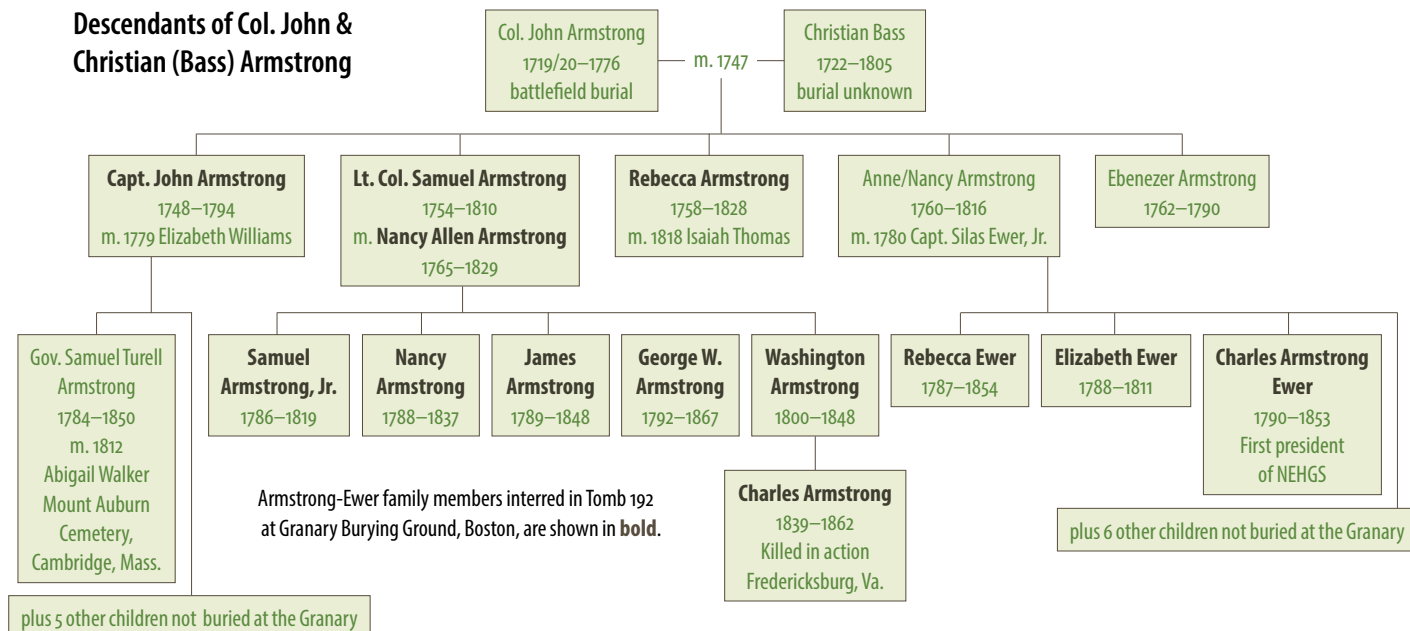 Descendants of Col. John &
Christian (Bass) Armstrong
Col. John Armstrong
1719/20–1776
battlefield burial
m. 1747
Christian Bass
1722–1805
burial unknown
Capt. John Armstrong
1748–1794
m. 1779 Elizabeth Williams
Lt. Col. Samuel Armstrong
1754–1810
m. Nancy Allen Armstrong
1765–1829
Rebecca Armstrong
1758–1828
m. 1818 Isaiah Thomas
Anne/Nancy Armstrong
1760–1816
m. 1780 Capt. Silas Ewer, Jr.
Ebenezer Armstrong
1762–1790
Gov. Samuel Turell
Armstrong
1784–1850
m. 1812
Abigail Walker
Mount Auburn
Cemetery,
Cambridge, Mass.
plus 5 other children not buried at the Granary
Samuel
Armstrong, Jr.
1786–1819
Nancy
Armstrong
1788–1837
James
Armstrong
1789–1848
George W.
Armstrong
1792–1867
Washington
Armstrong
1800–1848
Charles Armstrong
1839–1862
Killed in action
Fredericksburg, Va.
Rebecca Ewer
1787–1854
Elizabeth Ewer
1788–1811
Charles Armstrong
Ewer
1790–1853
First president
of NEHGS
plus 6 other children not buried at the Granary
Armstrong-Ewer family members interred in Tomb 192
at Granary Burying Ground, Boston, are shown in bold.